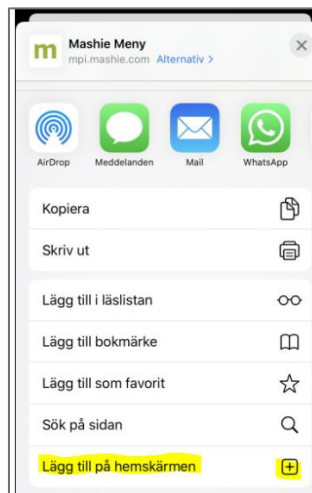 m
Mashie Meny
mpi.mashie.com Alternativ >
AirDrop Meddelanden Mail WhatsApp
Kopiera
Skriv ut
Lägg till i läslistan
Lägg till bokmärke
Lägg till som favorit
Sök på sidan
Lägg till på hemskärmen